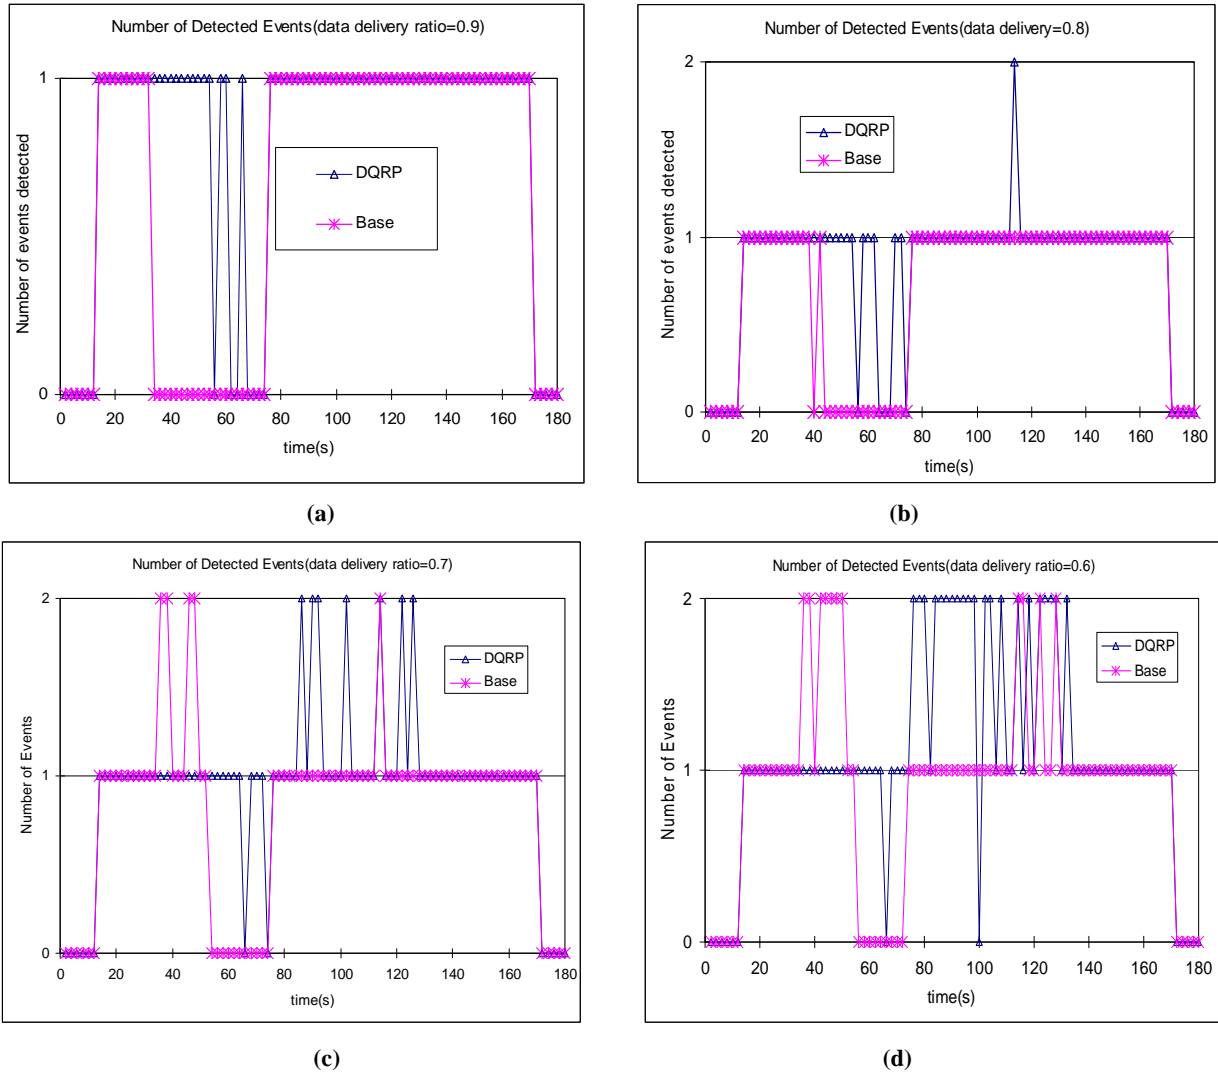 Number of Detected Events(data delivery ratio=0.9)
1
0
Number of events detected
DQRP
Base
0 20 40 60 80 100 120 140 160 180
time(s)
(a)
Number of Detected Events(data delivery=0.8)
2
1
0
Number of events detected
DQRP
Base
0 20 40 60 80 100 120 140 160 180
time(s)
(b)
Number of Detected Events(data delivery ratio=0.7)
2
1
0
Number of Events
DQRP
Base
0 20 40 60 80 100 120 140 160 180
time(s)
(c)
Number of Detected Events(data delivery ratio=0.6)
2
1
0
Number of Events
DQRP
Base
0 20 40 60 80 100 120 140 160 180
time(s)
(d)